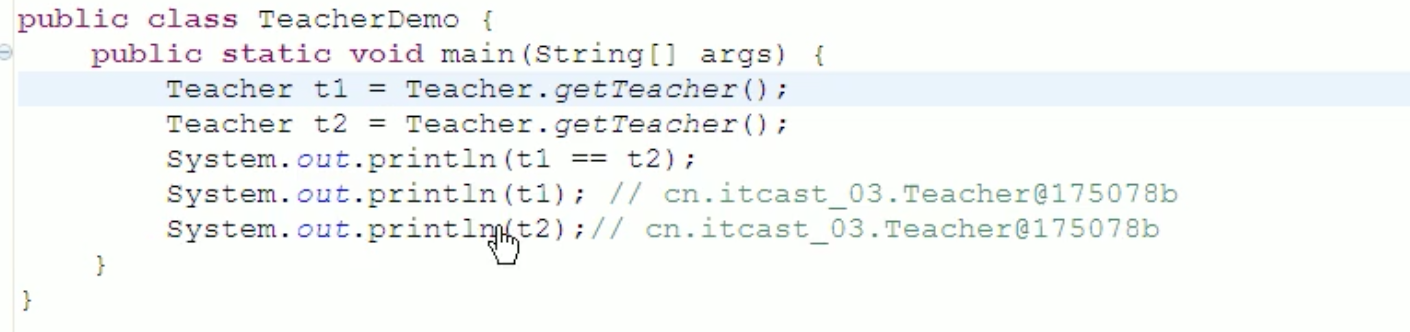 public class TeacherDemo {
public static void main(String[] args) {
Teacher t1 = Teacher.getTeacher();
Teacher t2 = Teacher.getTeacher();
System.out.println(t1 == t2);
System.out.println(t1); // cn.itcast_03.Teacher@175078b
System.out.println(t2);// cn.itcast_03.Teacher@175078b
}
}